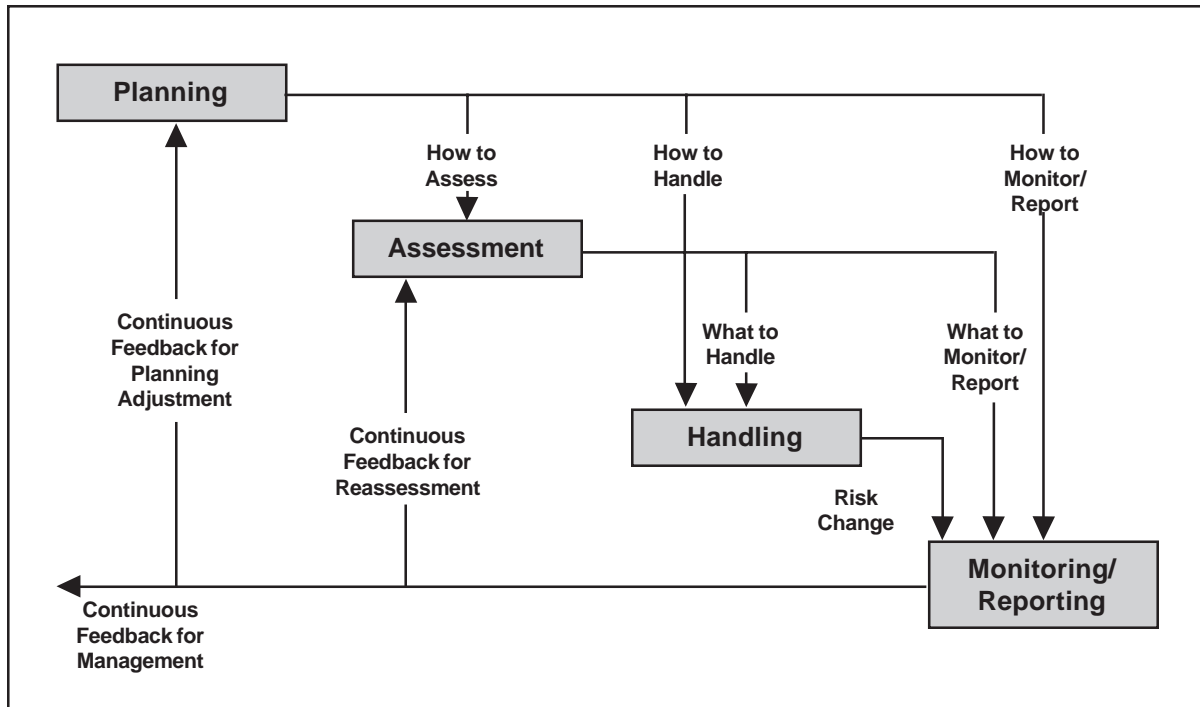 Planning
How to
Assess
How to
Handle
How to
Monitor/
Report
Assessment
Continuous
Feedback for
Planning
Adjustment
What to
Handle
What to
Monitor/
Report
Handling
Continuous
Feedback for
Reassessment
Risk
Change
Monitoring/
Reporting
Continuous
Feedback for
Management